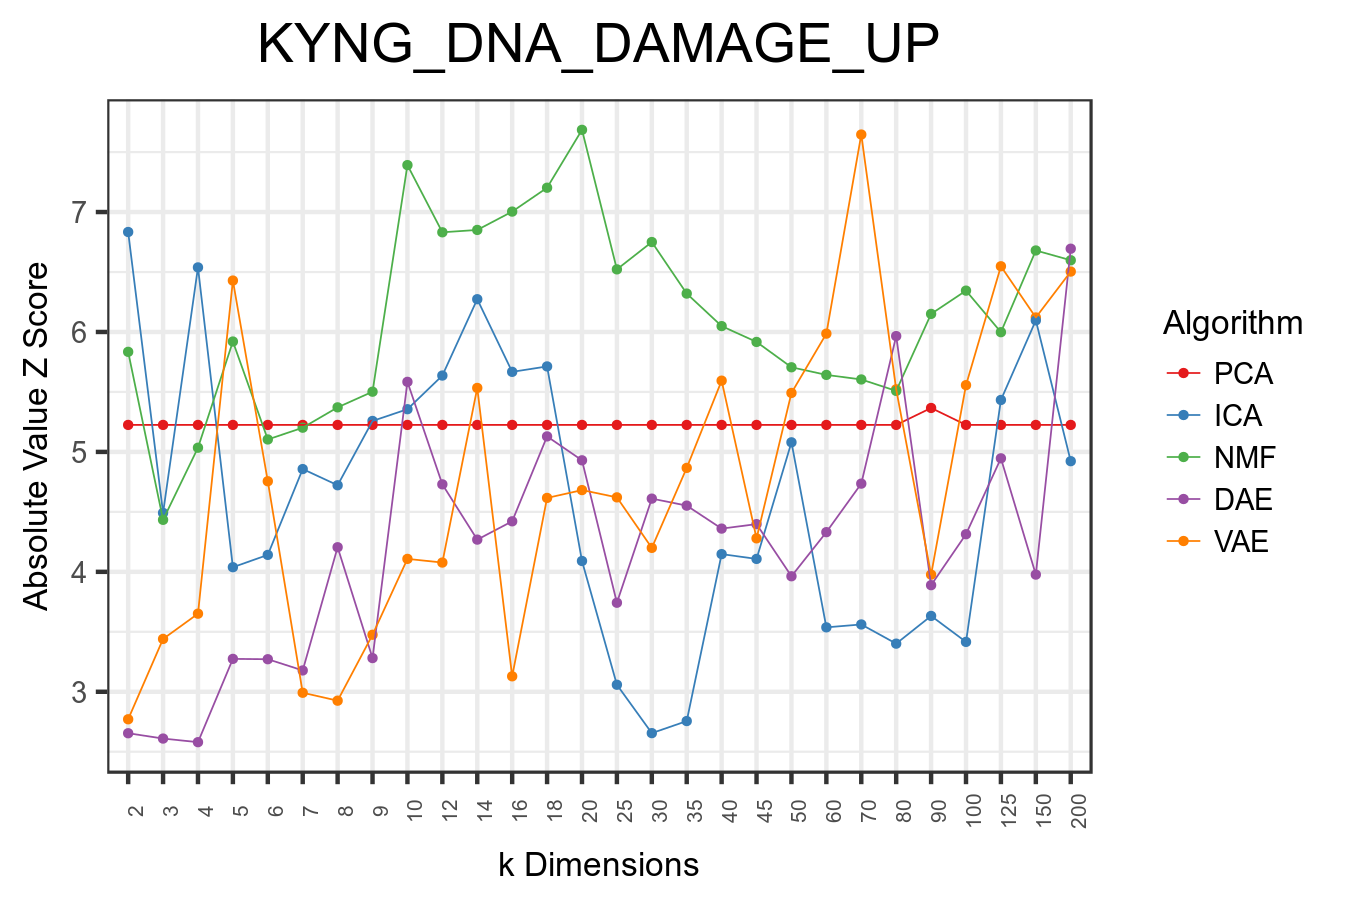 KYNG_DNA_DAMAGE_UP
Absolute Value Z Score
7
6
5
4
3
2 3 4 5 6 7 8 9 10 12 14 16 18 20 25 30 35 40 45 50 60 70 80 90 100 125 150 200
k Dimensions
Algorithm
PCA
ICA
NMF
DAE
VAE